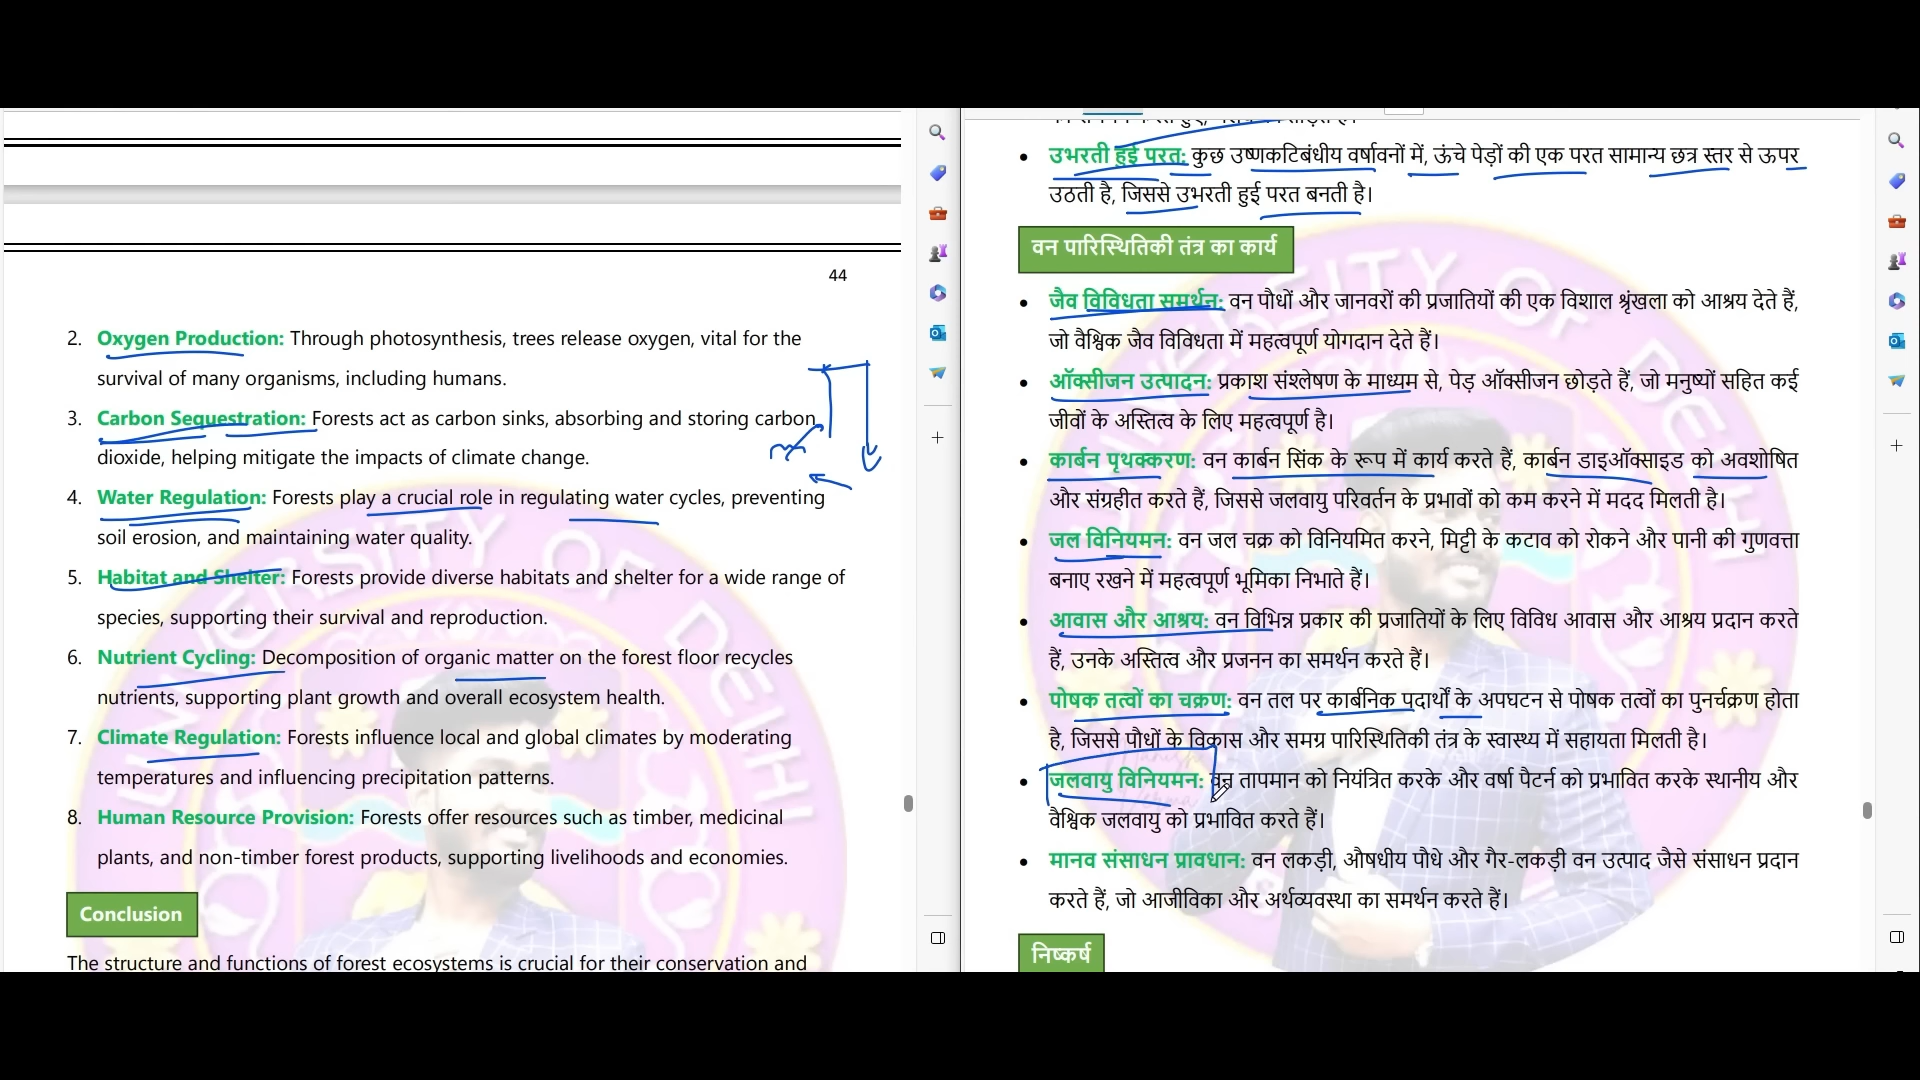 44
2. Oxygen Production: Through photosynthesis, trees release oxygen, vital for the
survival of many organisms, including humans.
3. Carbon Sequestration: Forests act as carbon sinks, absorbing and storing carbon
dioxide, helping mitigate the impacts of climate change.
4. Water Regulation: Forests play a crucial role in regulating water cycles, preventing
soil erosion, and maintaining water quality.
5. Habitat and Shelter: Forests provide diverse habitats and shelter for a wide range of
species, supporting their survival and reproduction.
6. Nutrient Cycling: Decomposition of organic matter on the forest floor recycles
nutrients, supporting plant growth and overall ecosystem health.
7. Climate Regulation: Forests influence local and global climates by moderating
temperatures and influencing precipitation patterns.
8. Human Resource Provision: Forests offer resources such as timber, medicinal
plants, and non-timber forest products, supporting livelihoods and economies.
Conclusion
The structure and functions of forest ecosystems is crucial for their conservation and
UNIVERSITY OF DELHI
• उभरती हुई परत: कुछ उष्णकटिबंधीय वर्षावनों में, ऊंचे पेड़ों की एक परत सामान्य छत्र स्तर से ऊपर
उठती है, जिससे उभरती हुई परत बनती है।
वन पारिस्थितिकी तंत्र का कार्य
• जैव विविधता समर्थन: वन पौधों और जानवरों की प्रजातियों की एक विशाल श्रृंखला को आश्रय देते हैं,
जो वैश्विक जैव विविधता में महत्वपूर्ण योगदान देते हैं।
• ऑक्सीजन उत्पादन: प्रकाश संश्लेषण के माध्यम से, पेड़ ऑक्सीजन छोड़ते हैं, जो मनुष्यों सहित कई
जीवों के अस्तित्व के लिए महत्वपूर्ण है।
• कार्बन पृथक्करण: वन कार्बन सिंक के रूप में कार्य करते हैं, कार्बन डाइऑक्साइड को अवशोषित
और संग्रहीत करते हैं, जिससे जलवायु परिवर्तन के प्रभावों को कम करने में मदद मिलती है।
• जल विनियमन: वन जल चक्र को विनियमित करने, मिट्टी के कटाव को रोकने और पानी की गुणवत्ता
बनाए रखने में महत्वपूर्ण भूमिका निभाते हैं।
• आवास और आश्रय: वन विभिन्न प्रकार की प्रजातियों के लिए विविध आवास और आश्रय प्रदान करते
हैं, उनके अस्तित्व और प्रजनन का समर्थन करते हैं।
• पोषक तत्वों का चक्रण: वन तल पर कार्बनिक पदार्थों के अपघटन से पोषक तत्वों का पुनर्चक्रण होता
है, जिससे पौधों के विकास और समग्र पारिस्थितिकी तंत्र के स्वास्थ्य में सहायता मिलती है।
• जलवायु विनियमन: वन तापमान को नियंत्रित करके और वर्षा पैटर्न को प्रभावित करके स्थानीय और
वैश्विक जलवायु को प्रभावित करते हैं।
• मानव संसाधन प्रावधान: वन लकड़ी, औषधीय पौधे और गैर-लकड़ी वन उत्पाद जैसे संसाधन प्रदान
करते हैं, जो आजीविका और अर्थव्यवस्था का समर्थन करते हैं।
निष्कर्ष
UNIVERSITY OF DELHI